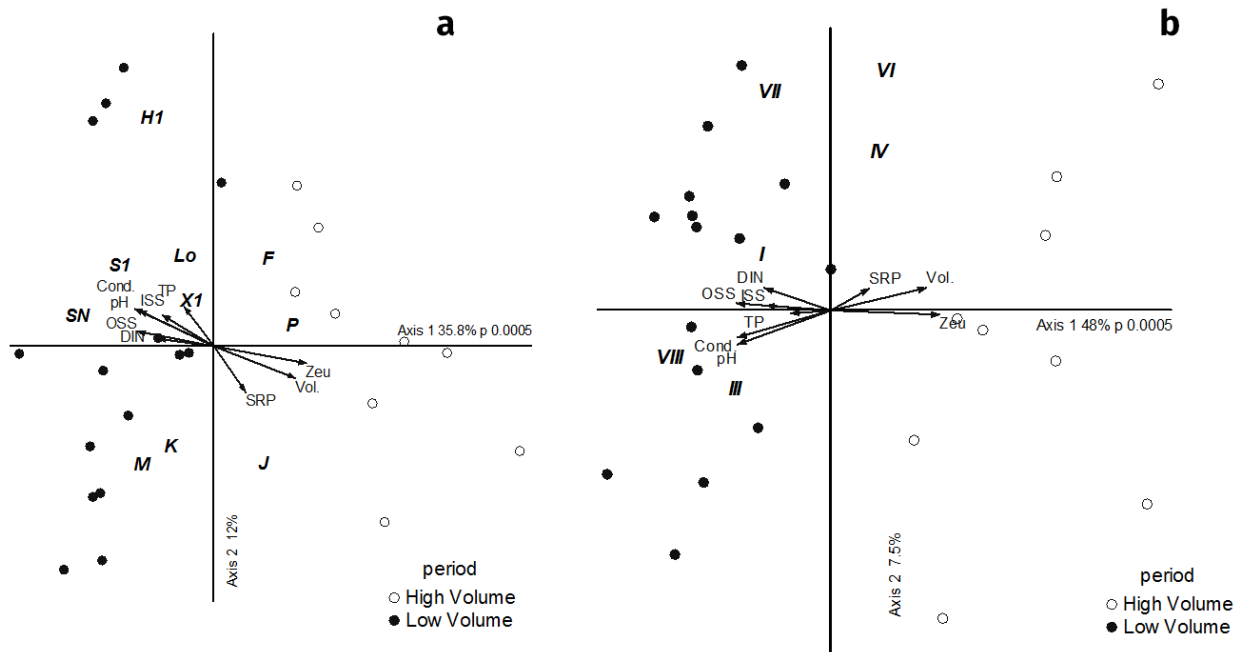 a
H1
Lo
F
S1
Cond.
TP
pH
ISS
X1
SN
OSS
P
DIN
Axis 1 35.8% p 0.0005
Zeu
Vol.
SRP
K
M
J
Axis 2 12%
period
High Volume
Low Volume
b
VI
VII
IV
I
DIN
SRP
Vol.
OSS
ISS
TP
Zeu
Axis 1 48% p 0.0005
Cond.
VIII
pH
III
Axis 2 7.5%
period
High Volume
Low Volume